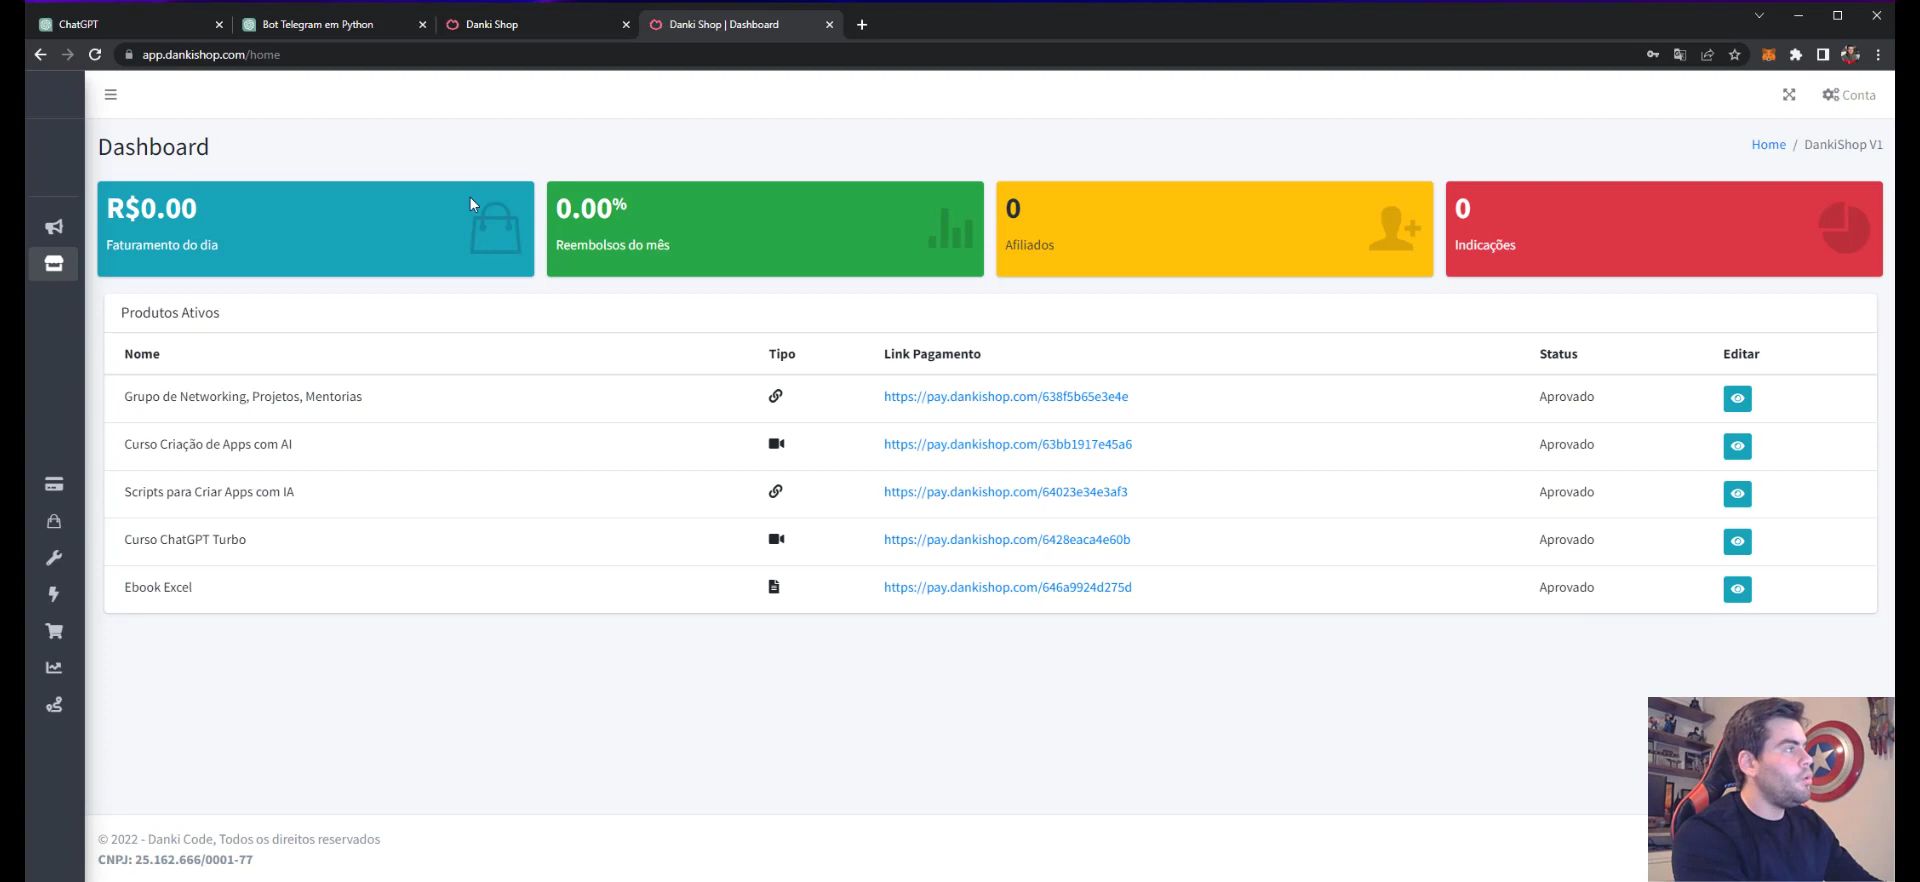 ChatGPT
Bot Telegram em Python
Danki Shop
Danki Shop | Dashboard
app.dankishop.com/home
Conta
Dashboard
Home / DankiShop V1
R$0.00
Faturamento do dia
0.00%
Reembolsos do mês
0
Afiliados
0
Indicações
Produtos Ativos
Nome Tipo Link Pagamento Status Editar
Grupo de Networking, Projetos, Mentorias https://pay.dankishop.com/638f5b65e3e4e Aprovado
Curso Criação de Apps com AI https://pay.dankishop.com/63bb1917e45a6 Aprovado
Scripts para Criar Apps com IA https://pay.dankishop.com/64023e34e3af3 Aprovado
Curso ChatGPT Turbo https://pay.dankishop.com/6428eaca4e60b Aprovado
Ebook Excel https://pay.dankishop.com/646a9924d275d Aprovado
© 2022 - Danki Code, Todos os direitos reservados
CNPJ: 25.162.666/0001-77